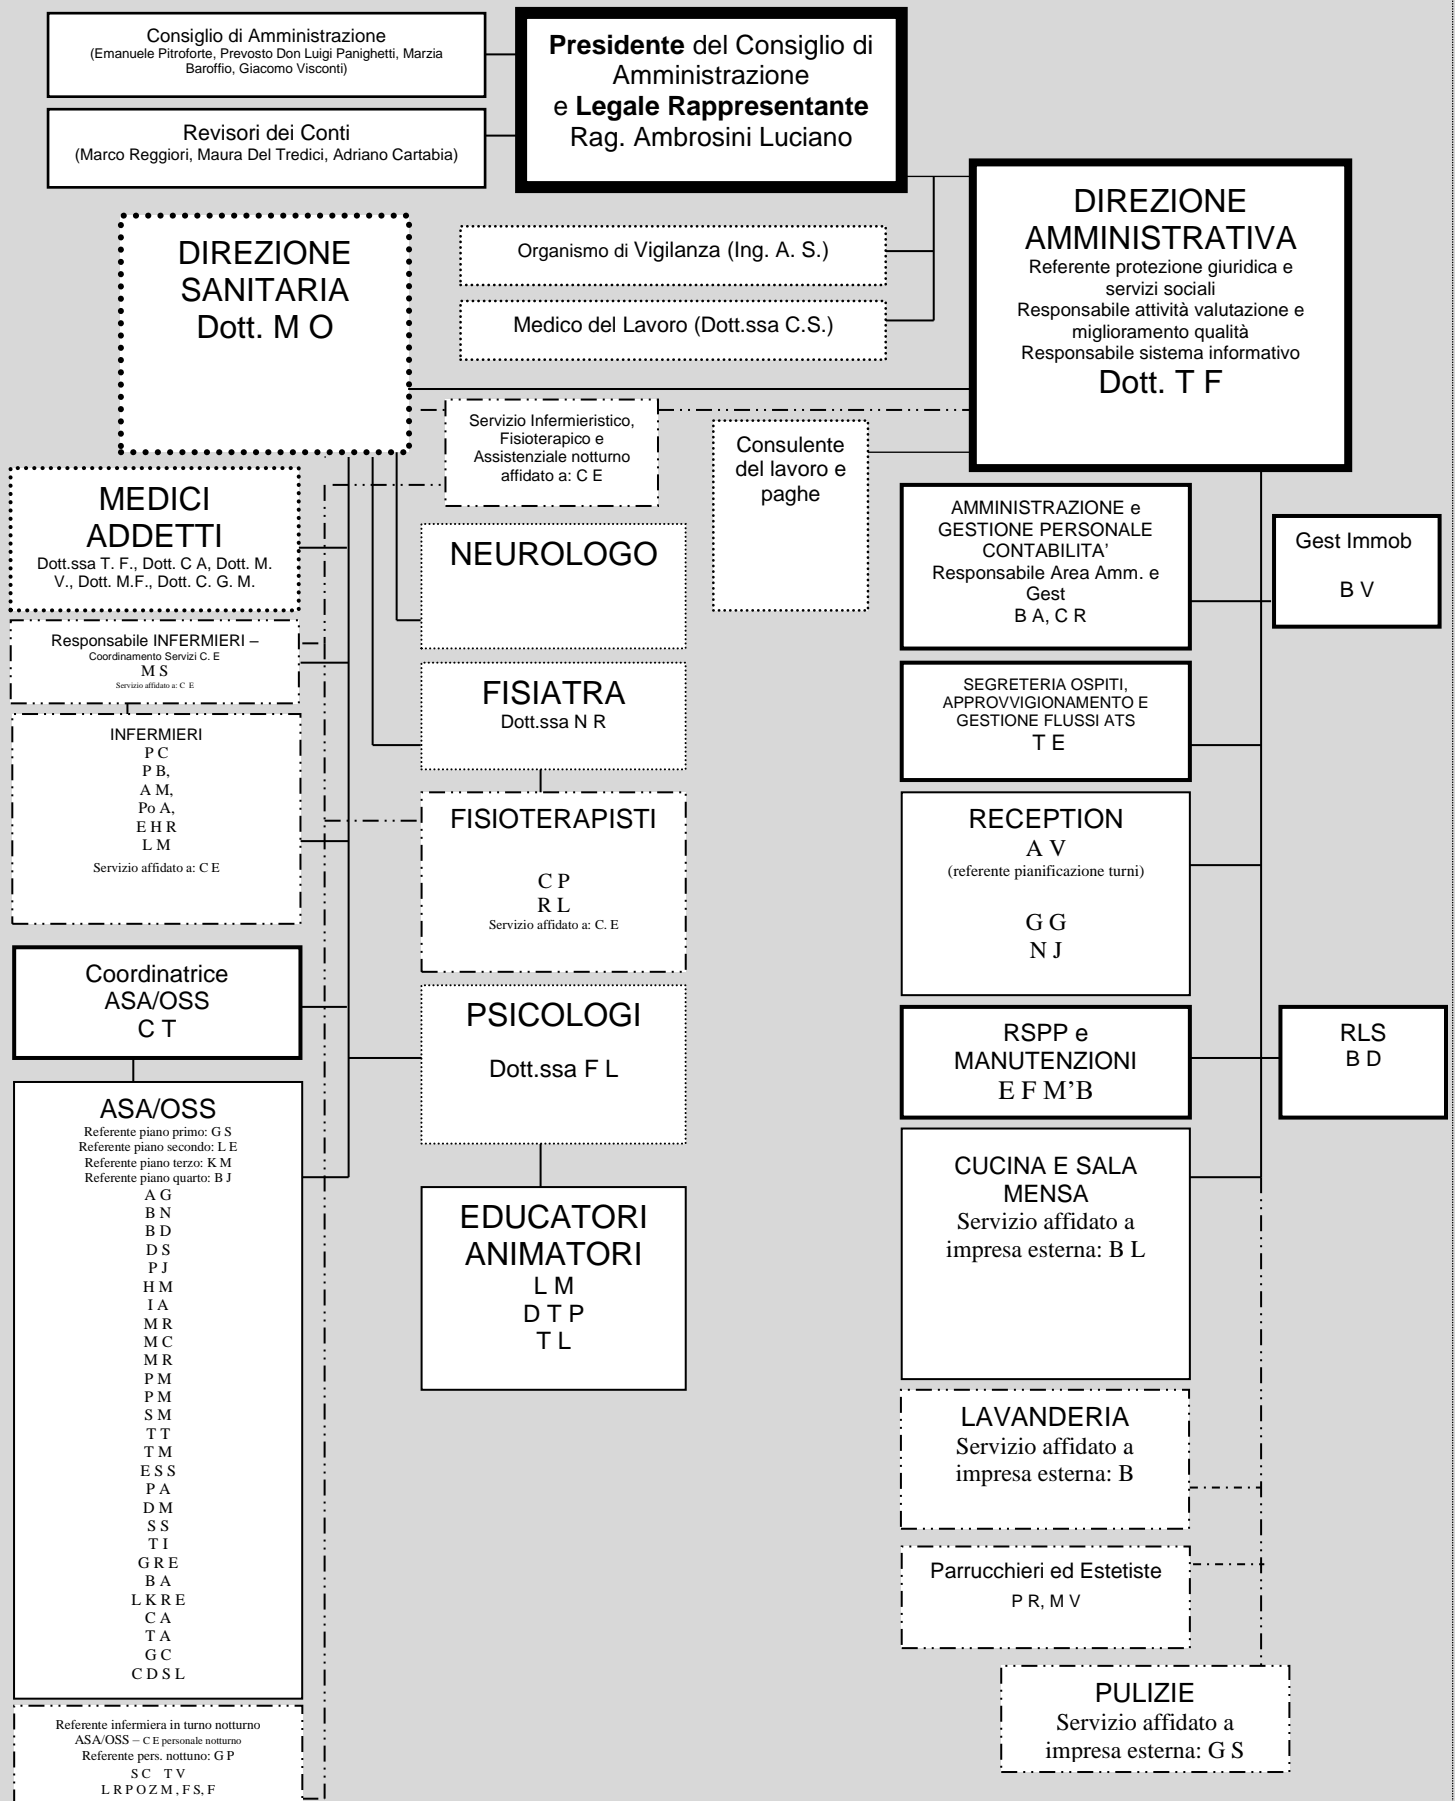 Consiglio di Amministrazione
(Emanuele Pitroforte, Prevosto Don Luigi Panighetti, Marzia
Baroffio, Giacomo Visconti)
Revisori dei Conti
(Marco Reggiori, Maura Del Tredici, Adriano Cartabia)
Presidente del Consiglio di
Amministrazione
e Legale Rappresentante
Rag. Ambrosini Luciano
DIREZIONE
AMMINISTRATIVA
Referente protezione giuridica e
servizi sociali
Responsabile attività valutazione e
miglioramento qualità
Responsabile sistema informativo
Dott. T F
DIREZIONE
SANITARIA
Dott. M O
Organismo di Vigilanza (Ing. A. S.)
Medico del Lavoro (Dott.ssa C.S.)
Servizio Infermieristico,
Fisioterapico e
Assistenziale notturno
affidato a: C E
Consulente
del lavoro e
paghe
MEDICI
ADDETTI
Dott.ssa T. F., Dott. C A, Dott. M.
V., Dott. M.F., Dott. C. G. M.
Responsabile INFERMIERI –
Coordinamento Servizi C. E
M S
Servizio affidato a: C E
INFERMIERI
P C
P B,
A M,
Po A,
E H R
L M
Servizio affidato a: C E
Coordinatrice
ASA/OSS
C T
ASA/OSS
Referente piano primo: G S
Referente piano secondo: L E
Referente piano terzo: K M
Referente piano quarto: B J
A G
B N
B D
D S
P J
H M
I A
M R
M C
M R
P M
P M
S M
T T
T M
E S S
P A
D M
S S
T I
G R E
B A
L K R E
C A
T A
G C
C D S L
Referente infermiera in turno notturno
ASA/OSS – C E personale notturno
Referente pers. nottuno: G P
S C T V
L R P O Z M , F S, F
NEUROLOGO
FISIATRA
Dott.ssa N R
FISIOTERAPISTI
C P
R L
Servizio affidato a: C. E
PSICOLOGI
Dott.ssa F L
EDUCATORI
ANIMATORI
L M
D T P
T L
AMMINISTRAZIONE e
GESTIONE PERSONALE
CONTABILITA'
Responsabile Area Amm. e
Gest
B A, C R
Gest Immob
B V
SEGRETERIA OSPITI,
APPROVVIGIONAMENTO E
GESTIONE FLUSSI ATS
T E
RECEPTION
A V
(referente pianificazione turni)
G G
N J
RSPP e
MANUTENZIONI
E F M’B
RLS
B D
CUCINA E SALA
MENSA
Servizio affidato a
impresa esterna: B L
LAVANDERIA
Servizio affidato a
impresa esterna: B
Parrucchieri ed Estetiste
P R, M V
PULIZIE
Servizio affidato a
impresa esterna: G S